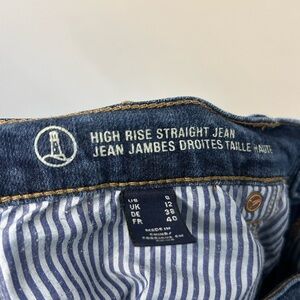 HIGH RISE STRAIGHT JEAN
JEAN JAMBES DROITES TAILLE HAUTE
US 8
UK 12
DE 38
FR 40
MADE IN